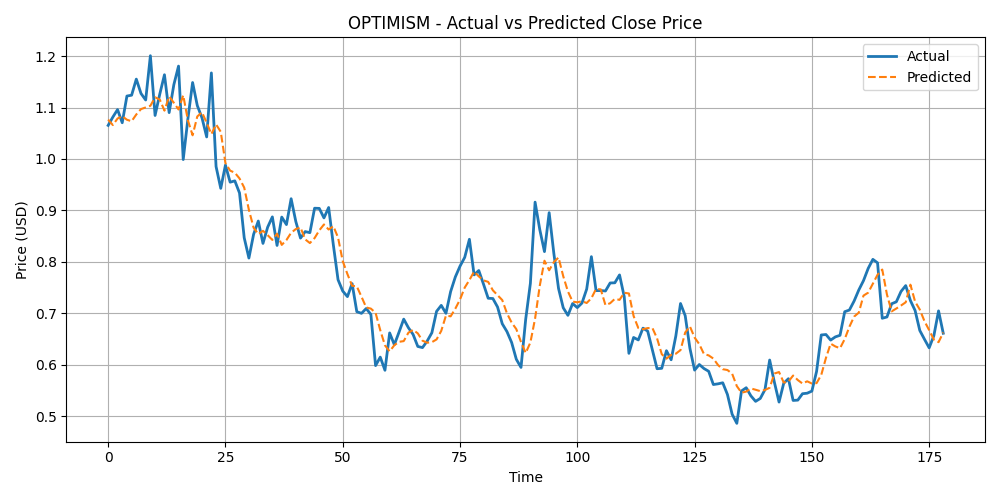 OPTIMISM - Actual vs Predicted Close Price
Actual
Predicted
Price (USD)
1.2
1.1
1.0
0.9
0.8
0.7
0.6
0.5
0 25 50 75 100 125 150 175
Time